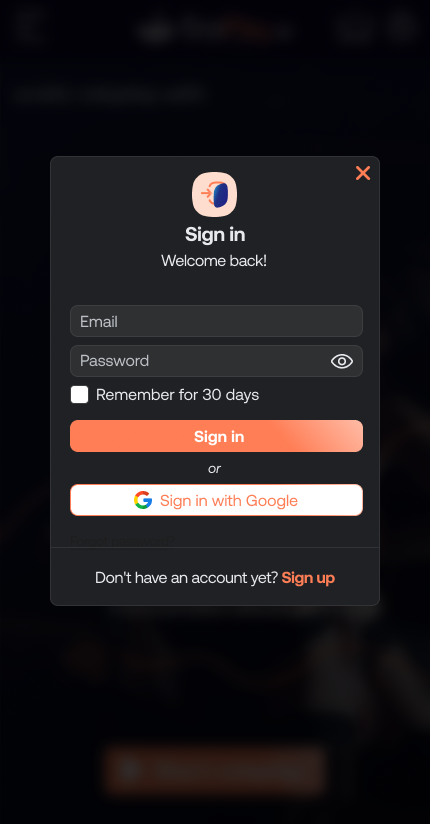 Sign in
Welcome back!
Email
Password
Remember for 30 days
Sign in
or
Sign in with Google
Don't have an account yet? Sign up